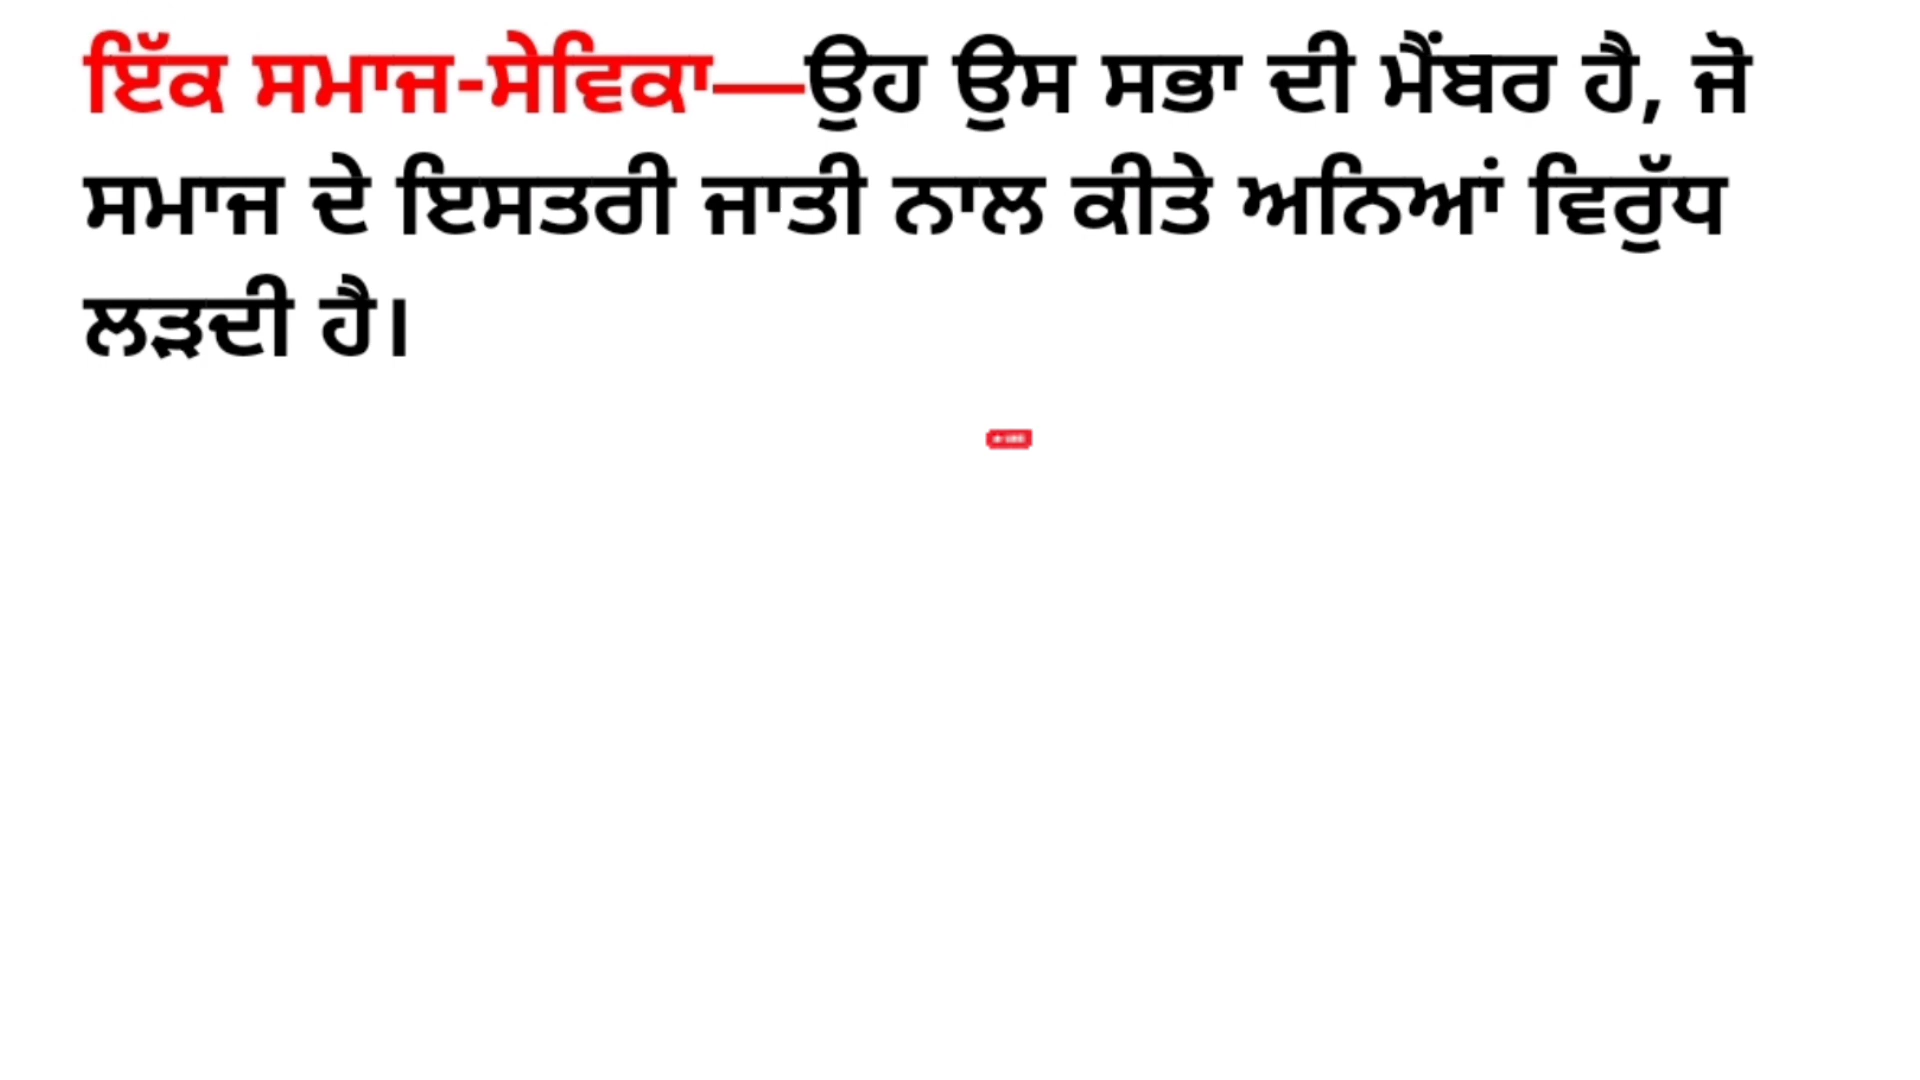 ਇੱਕ ਸਮਾਜ-ਸੇਵਿਕਾ—ਉਹ ਉਸ ਸਭਾ ਦੀ ਮੈਂਬਰ ਹੈ, ਜੋ
ਸਮਾਜ ਦੇ ਇਸਤਰੀ ਜਾਤੀ ਨਾਲ ਕੀਤੇ ਅਨਿਆਂ ਵਿਰੁੱਧ
ਲੜਦੀ ਹੈ।